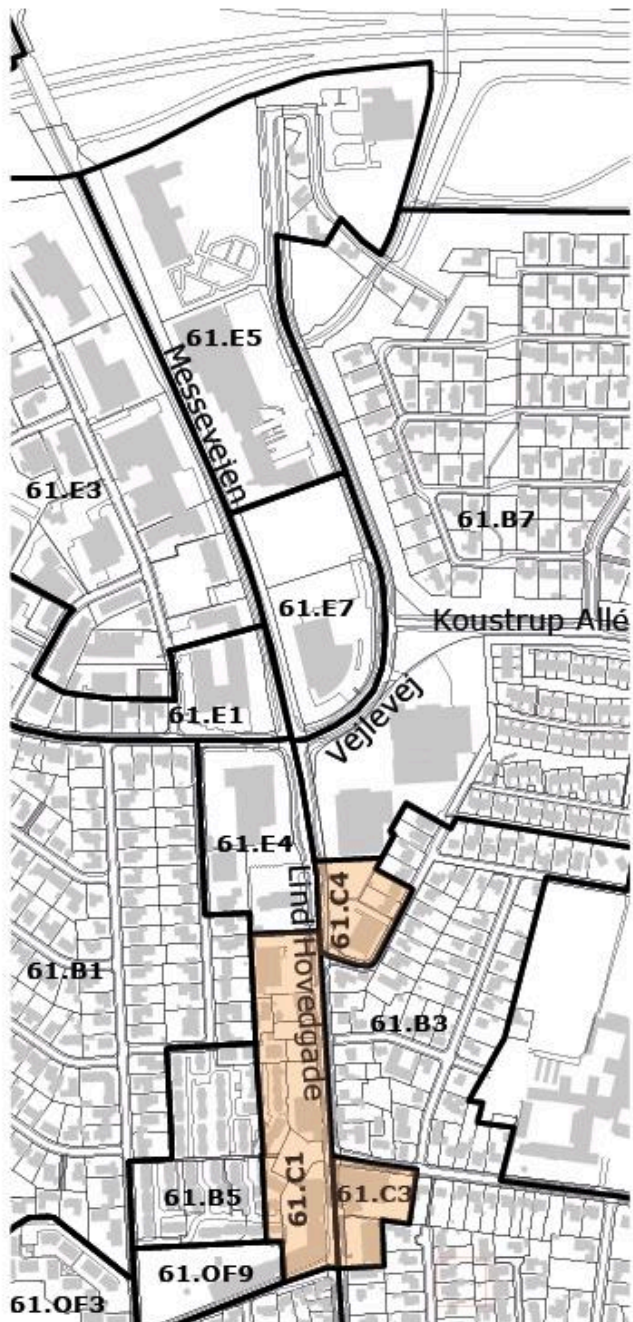 61.E5
Messevejen
61.E3
61.B7
61.E7
Koustrup Allé
61.E1
Vejlevej
61.E4
61.C4
Lind Hovedgade
61.B1
61.B3
61.C1
61.C3
61.B5
61.OF9
61.OF3